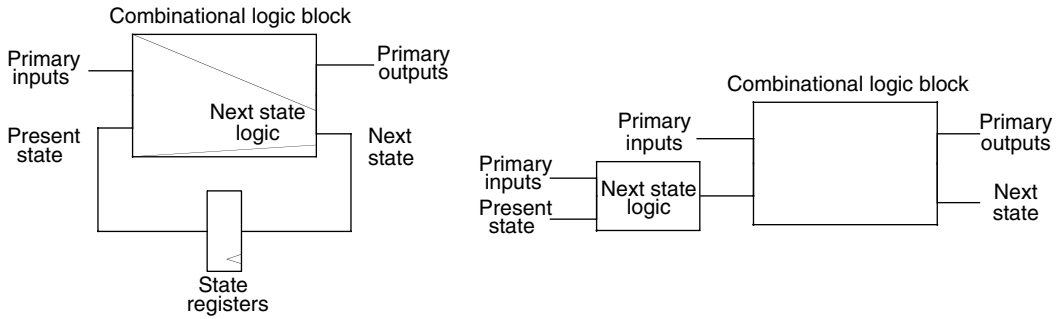 Combinational logic block
Primary
inputs
Primary
outputs
Next state
logic
Present
state
Next
state
State
registers
Combinational logic block
Primary
inputs
Primary
outputs
Primary
inputs
Next state
logic
Present
state
Next
state